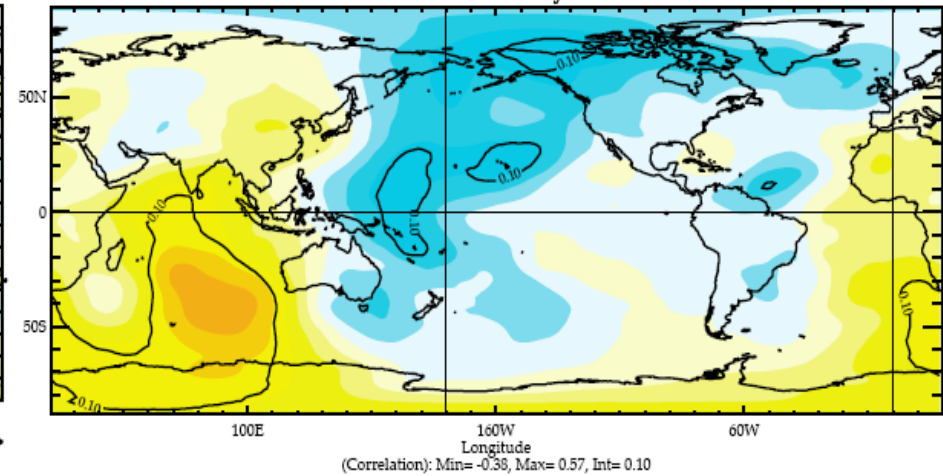 0.10
50N
0.10
0.10
0.10
0
0.10
50S
0.10
100E
160W
60W
Longitude
(Correlation): Min= -0.38, Max= 0.57, Int= 0.10